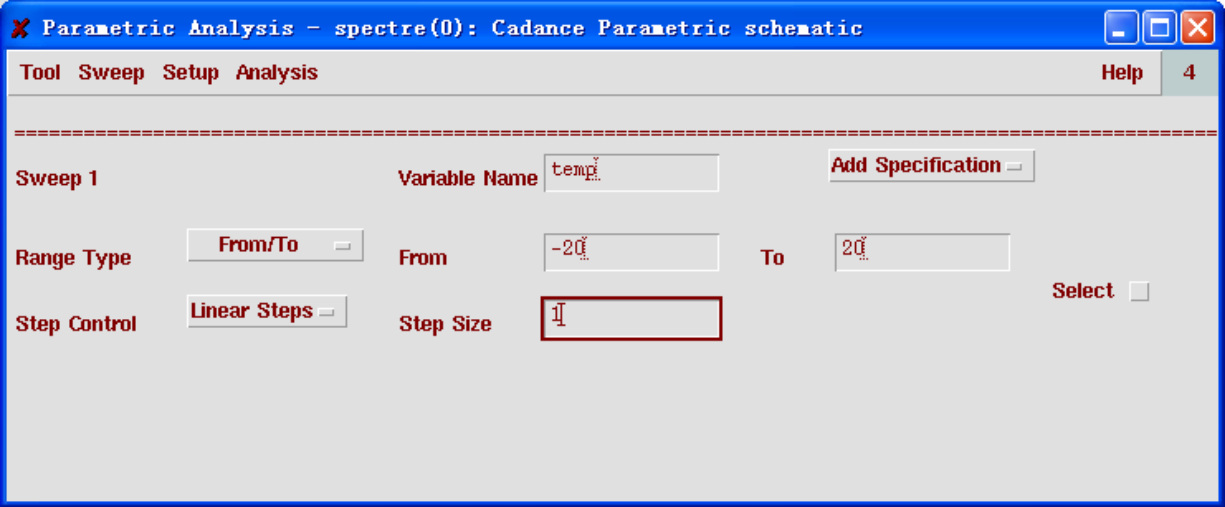 Parametric Analysis - spectre(0): Cadance Parametric schematic
Tool Sweep Setup Analysis Help 4
Sweep 1 Variable Name temp Add Specification
Range Type From/To From -20 To 20
Select
Step Control Linear Steps Step Size 1